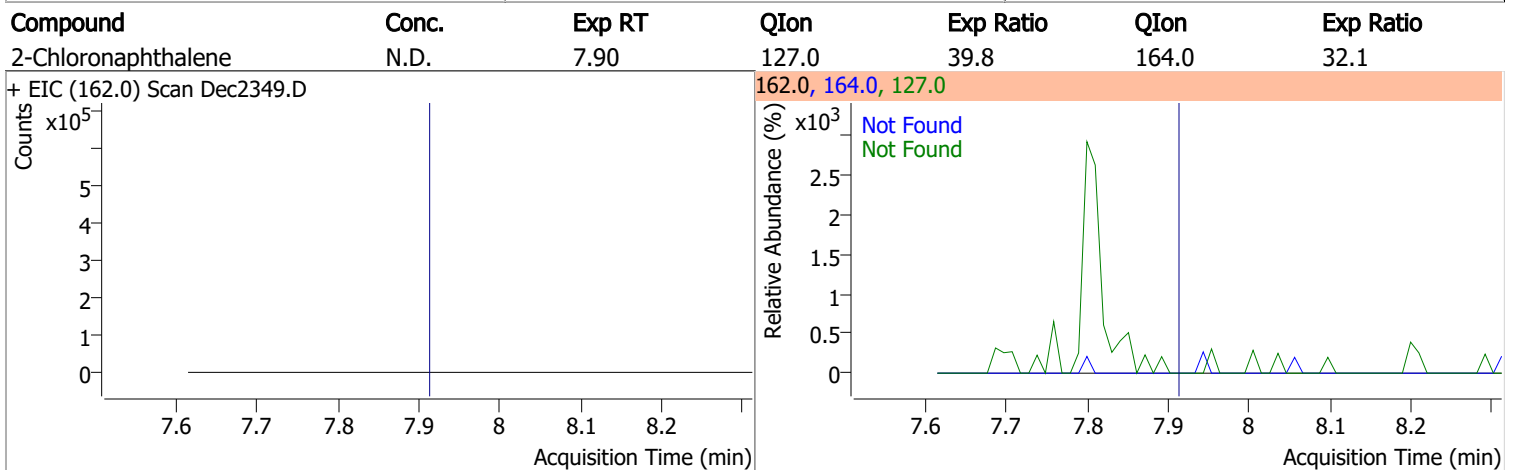 Compound Conc. Exp RT QIon Exp Ratio QIon Exp Ratio
2-Chloronaphthalene N.D. 7.90 127.0 39.8 164.0 32.1
+ EIC (162.0) Scan Dec2349.D
Counts
x10^5
5
4
3
2
1
0
7.6 7.7 7.8 7.9 8 8.1 8.2
Acquisition Time (min)
162.0, 164.0, 127.0
Relative Abundance (%)
x10^3
Not Found
Not Found
2.5
2
1.5
1
0.5
0
7.6 7.7 7.8 7.9 8 8.1 8.2
Acquisition Time (min)